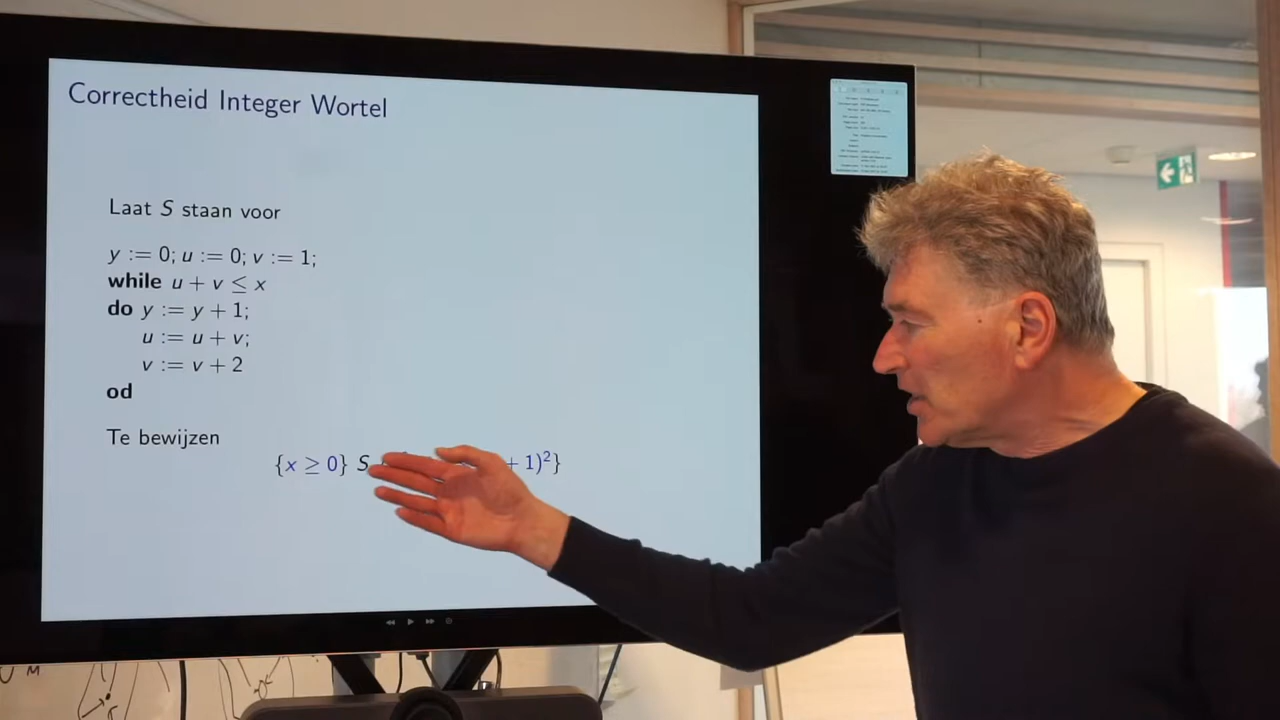 Correctheid Integer Wortel
Laat S staan voor
y := 0; u := 0; v := 1;
while u + v ≤ x
do y := y + 1;
u := u + v;
v := v + 2
od
Te bewijzen
{x ≥ 0} S + 1)²}